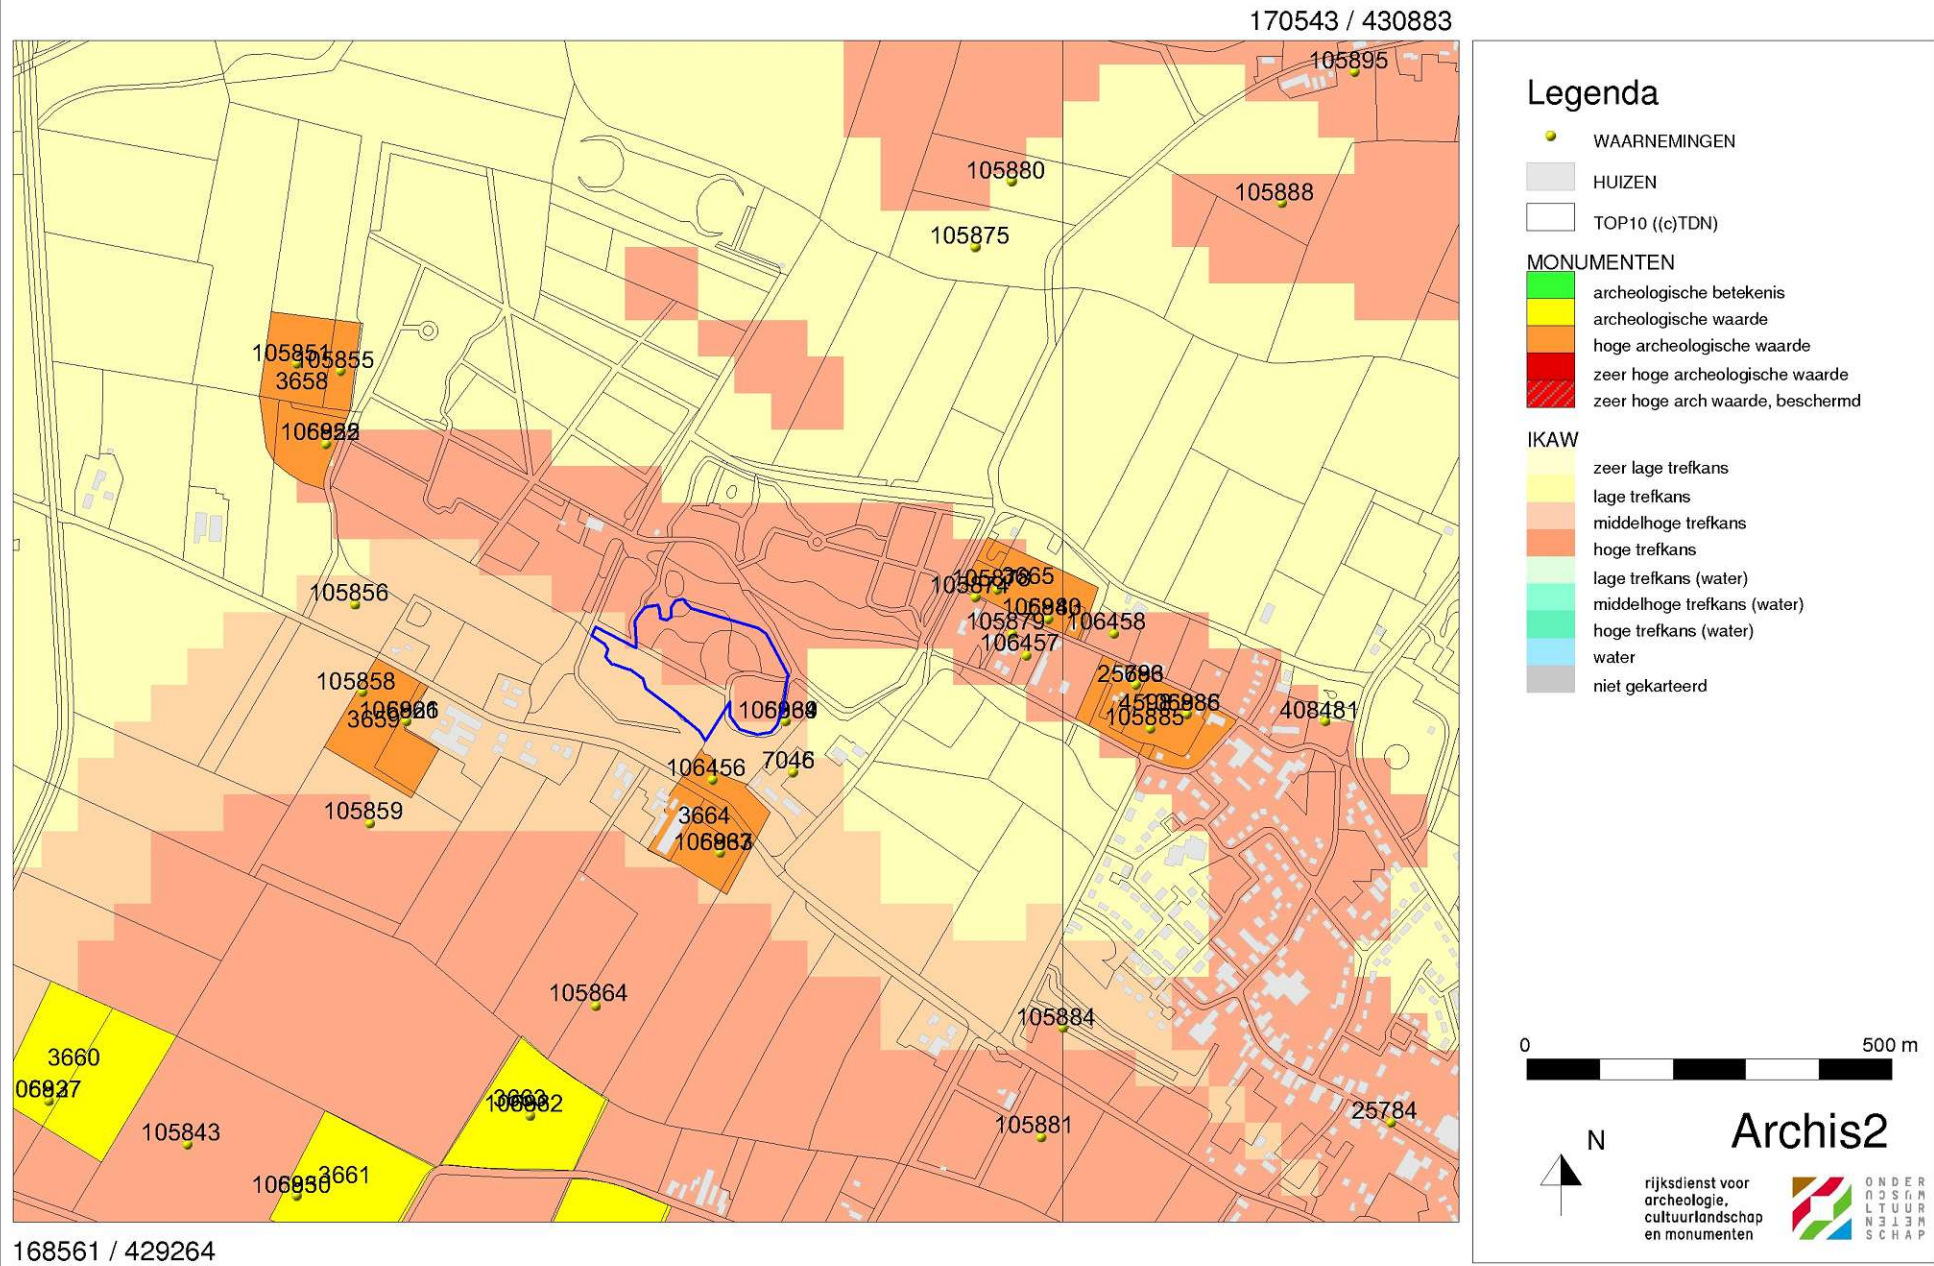 170543 / 430883
105895
105880
105888
105875
105851
105855
3658
105856
3665
105874
105879
106458
106457
105858
3659
408481
105885
106456
7046
3664
105859
105864
105884
3660
105843
3661
105881
25784
168561 / 429264
Legenda
WAARNEMINGEN
HUIZEN
TOP10 ((c)TDN)
MONUMENTEN
archeologische betekenis
archeologische waarde
hoge archeologische waarde
zeer hoge archeologische waarde
zeer hoge arch waarde, beschermd
IKAW
zeer lage trefkans
lage trefkans
middelhoge trefkans
hoge trefkans
lage trefkans (water)
middelhoge trefkans (water)
hoge trefkans (water)
water
niet gekarteerd
0 500 m
N
Archis2
rijksdienst voor
archeologie,
cultuurlandschap
en monumenten